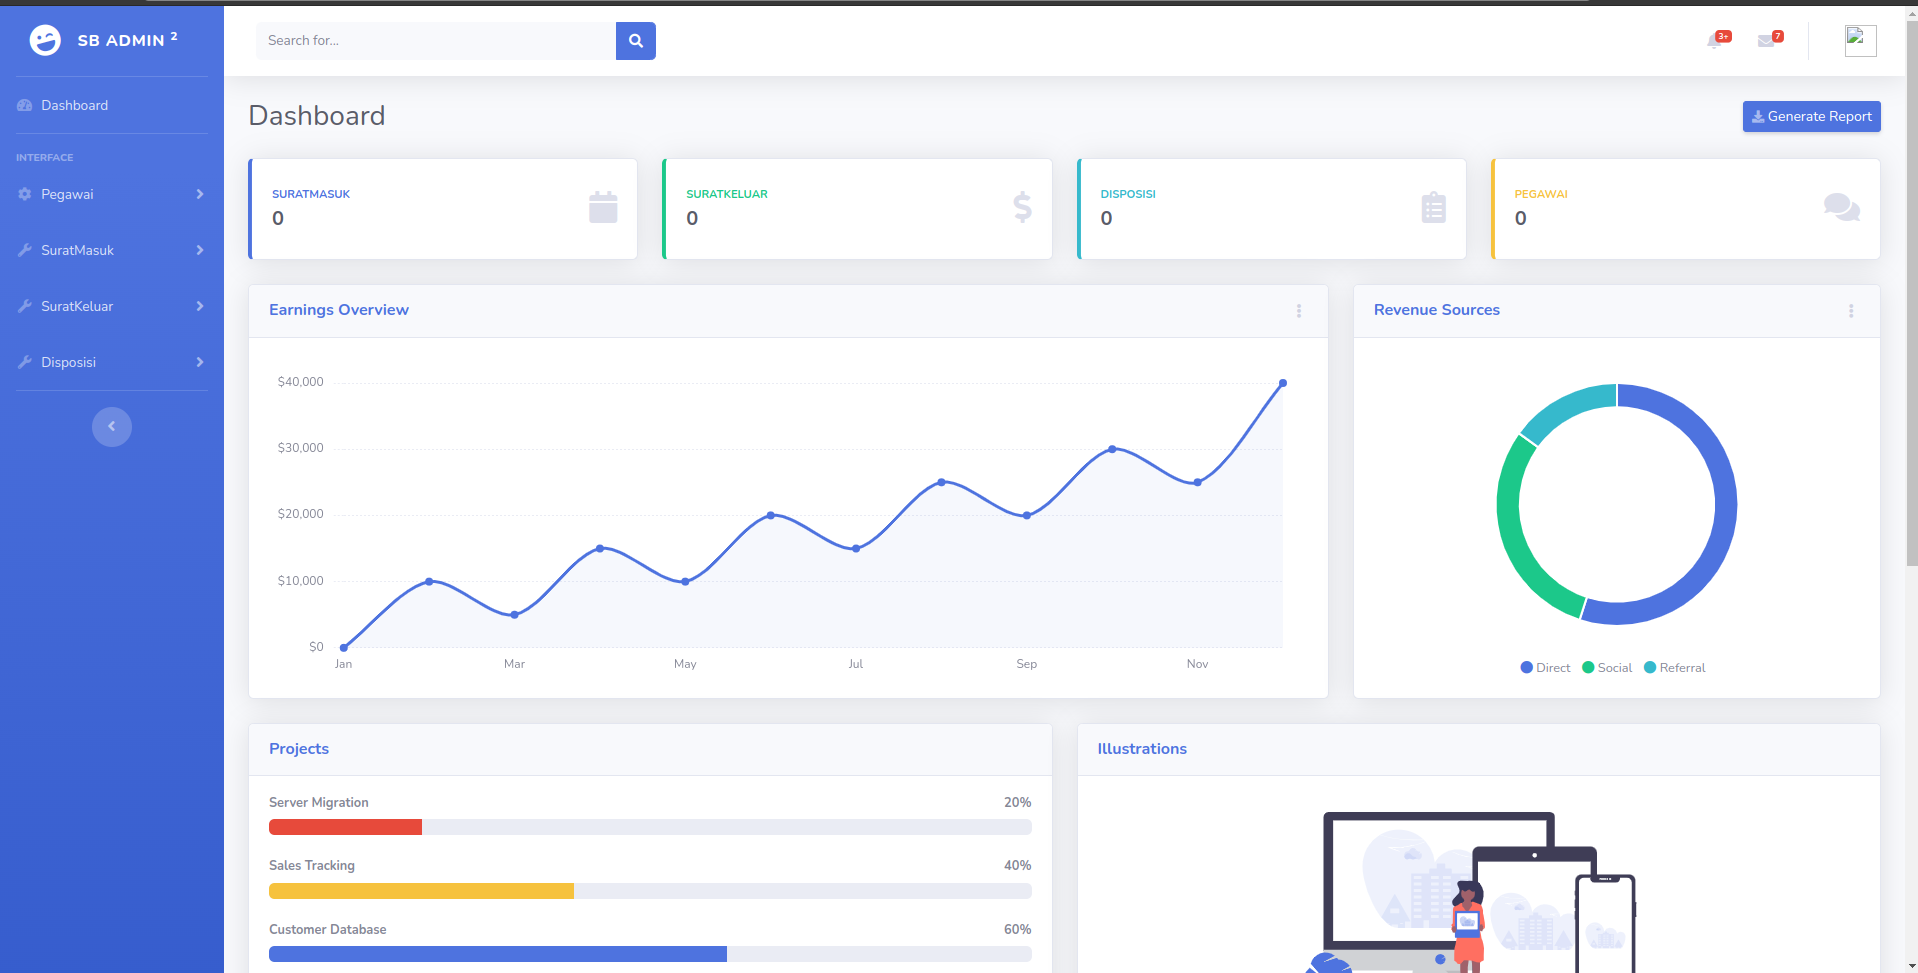 SB ADMIN 2
Search for...
3+
7
Dashboard
INTERFACE
Pegawai
SuratMasuk
SuratKeluar
Disposisi
Dashboard
Generate Report
SURATMASUK
0
SURATKELUAR
0
DISPOSISI
0
PEGAWAI
0
Earnings Overview
$40,000
$30,000
$20,000
$10,000
$0
Jan Mar May Jul Sep Nov
Revenue Sources
Direct Social Referral
Projects
Server Migration 20%
Sales Tracking 40%
Customer Database 60%
Illustrations